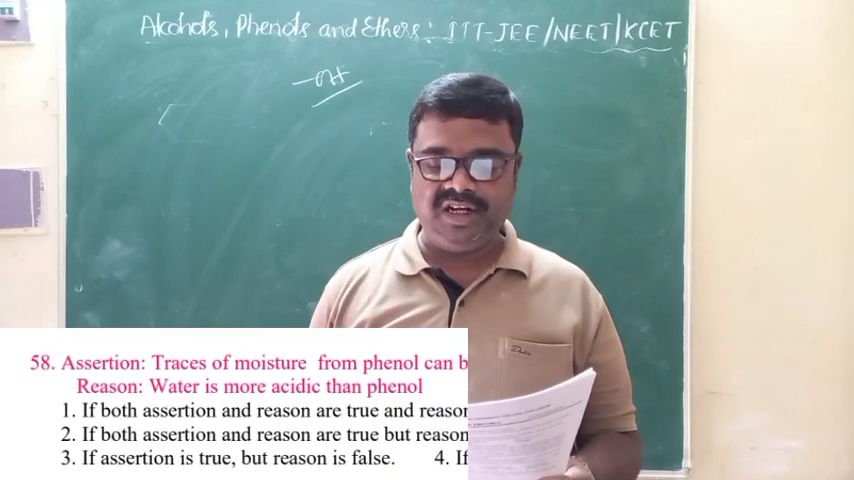 Alcohols, Phenols and Ethers: IIT-JEE/NEET/KCET
-OH
58. Assertion: Traces of moisture from phenol can b
Reason: Water is more acidic than phenol
1. If both assertion and reason are true and reason
2. If both assertion and reason are true but reason
3. If assertion is true, but reason is false. 4. If